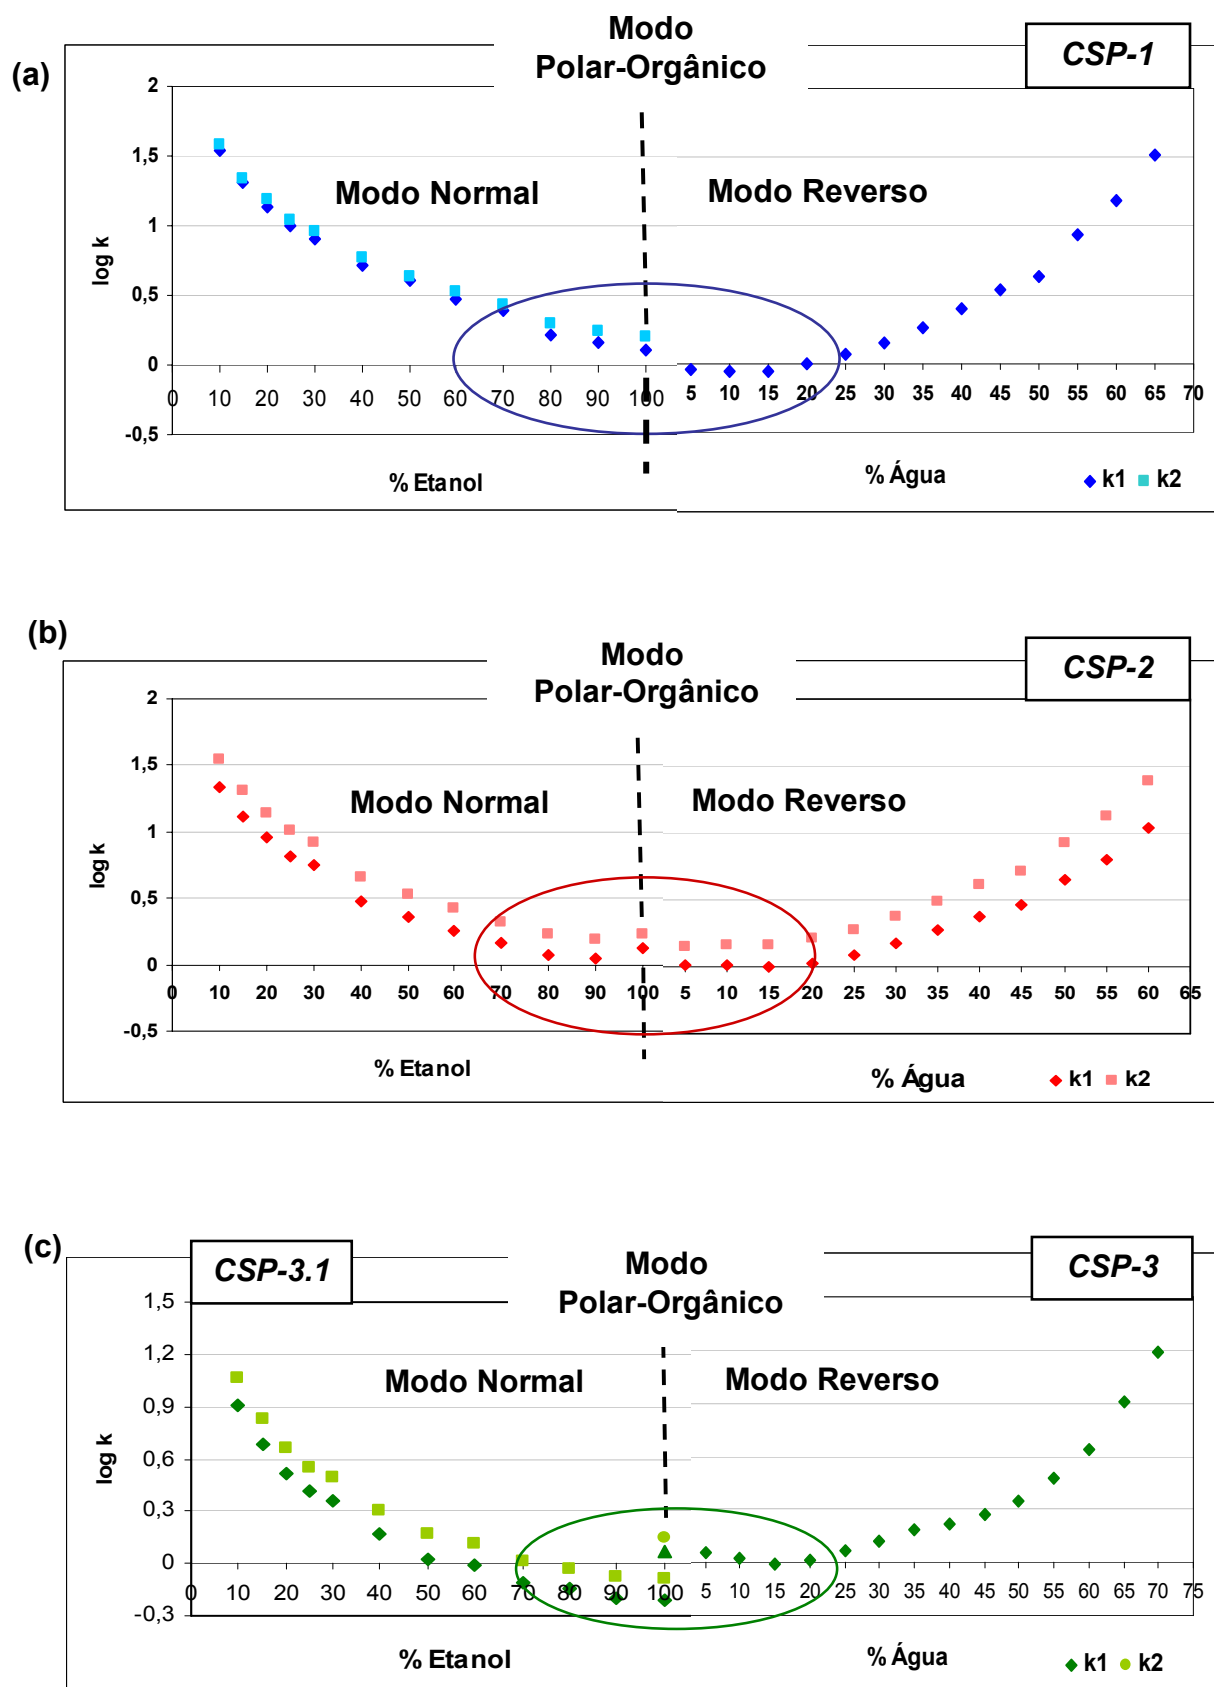 Modo
Polar-Orgânico
CSP-1
(a)
2
1,5
1
0,5
0
-0,5
log k
Modo Normal
Modo Reverso
0 10 20 30 40 50 60 70 80 90 100 5 10 15 20 25 30 35 40 45 50 55 60 65 70
% Etanol
% Água
k1 k2
(b)
Modo
Polar-Orgânico
CSP-2
2
1,5
1
0,5
0
-0,5
log k
Modo Normal
Modo Reverso
0 10 20 30 40 50 60 70 80 90 100 5 10 15 20 25 30 35 40 45 50 55 60 65
% Etanol
% Água
k1 k2
(c)
CSP-3.1
Modo
Polar-Orgânico
CSP-3
1,5
1,2
0,9
0,6
0,3
0
-0,3
log k
Modo Normal
Modo Reverso
0 10 20 30 40 50 60 70 80 90 100 5 10 15 20 25 30 35 40 45 50 55 60 65 70 75
% Etanol
% Água
k1 k2